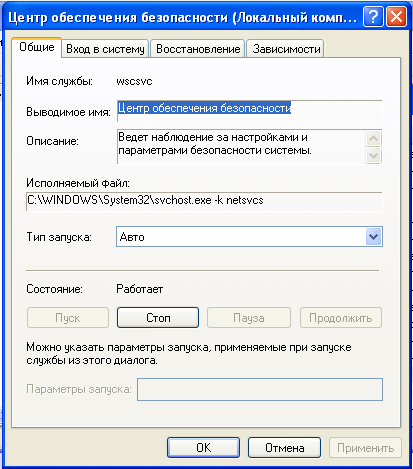 Центр обеспечения безопасности (Локальный комп...
Общие
Вход в систему
Восстановление
Зависимости
Имя службы: wscsvc
Выводимое имя: Центр обеспечения безопасности
Описание: Ведет наблюдение за настройками и
параметрами безопасности системы.
Исполняемый файл:
C:\WINDOWS\System32\svchost.exe -k netsvcs
Тип запуска: Авто
Состояние: Работает
Пуск
Стоп
Пауза
Продолжить
Можно указать параметры запуска, применяемые при запуске
службы из этого диалога.
Параметры запуска:
OK
Отмена
Применить